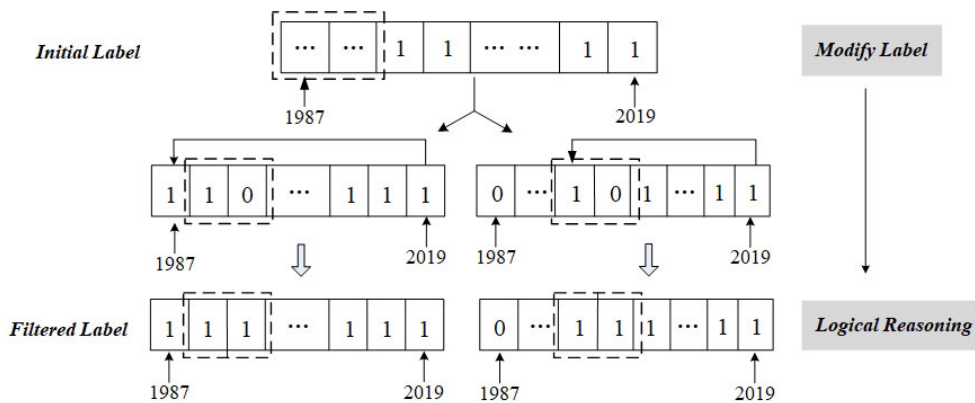 Initial Label
... ... 1 1 ... ... 1 1
Modify Label
1987
2019
1 1 0 ... 1 1 1
0 ... 1 0 1 ... 1 1
1987
2019
1987
2019
Filtered Label
1 1 1 ... 1 1 1
0 ... 1 1 1 ... 1 1
Logical Reasoning
1987
2019
1987
2019